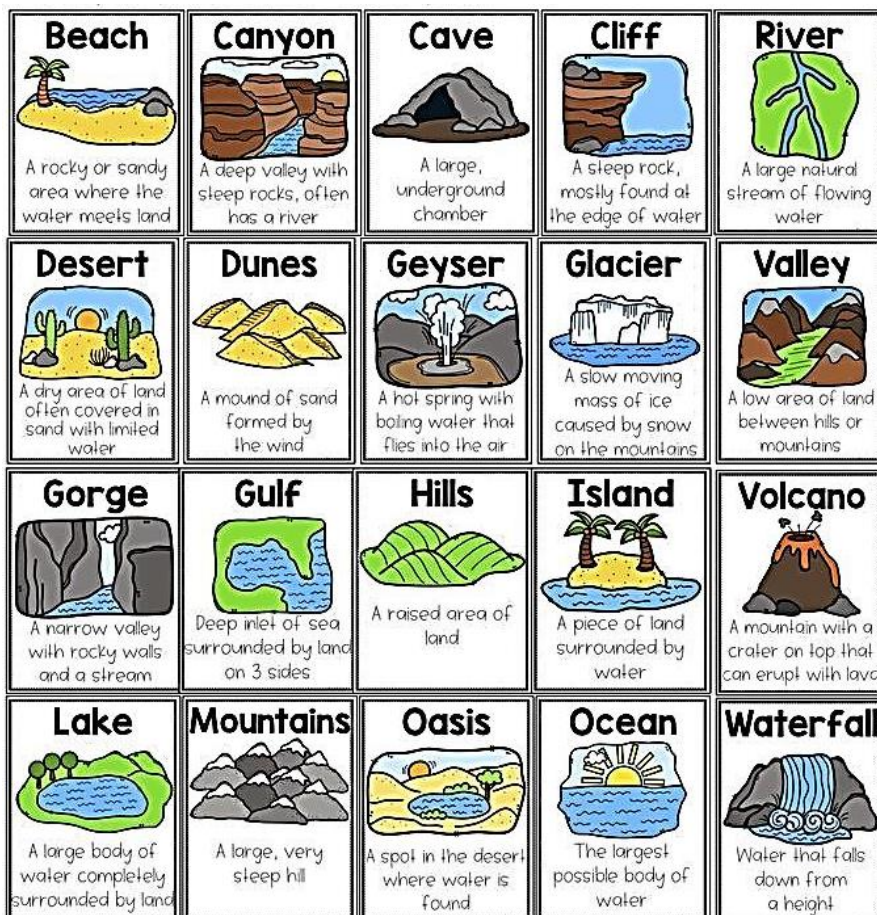 Beach
A rocky or sandy
area where the
water meets land
Canyon
A deep valley with
steep rocks, often
has a river
Cave
A large,
underground
chamber
Cliff
A steep rock,
mostly found at
the edge of water
River
A large natural
stream of flowing
water
Desert
A dry area of land
often covered in
sand with limited
water
Dunes
A mound of sand
formed by
the wind
Geyser
A hot spring with
boiling water that
flies into the air
Glacier
A slow moving
mass of ice
caused by snow
on the mountains
Valley
A low area of land
between hills or
mountains
Gorge
A narrow valley
with rocky walls
and a stream
Gulf
Deep inlet of sea
surrounded by land
on 3 sides
Hills
A raised area of
land
Island
A piece of land
surrounded by
water
Volcano
A mountain with a
crater on top that
can erupt with lava
Lake
A large body of
water completely
surrounded by land
Mountains
A large, very
steep hill
Oasis
A spot in the desert
where water is
found
Ocean
The largest
possible body of
water
Waterfall
Water that falls
down from
a height